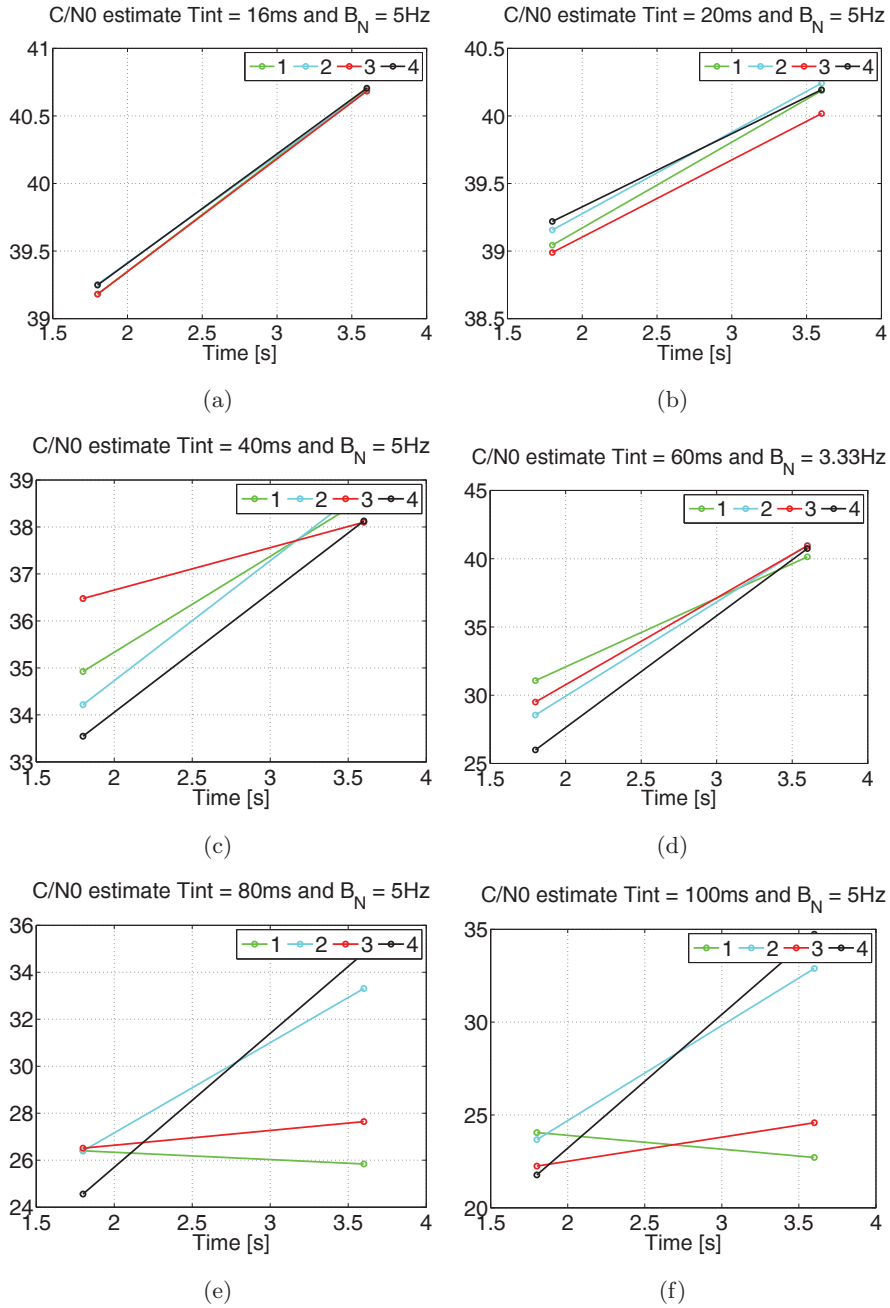 C/N0 estimate Tint = 16ms and B_N = 5Hz
1 2 3 4
41
40.5
40
39.5
39
1.5 2 2.5 3 3.5 4
Time [s]
(a)
C/N0 estimate Tint = 20ms and B_N = 5Hz
1 2 3 4
40.5
40
39.5
39
38.5
1.5 2 2.5 3 3.5 4
Time [s]
(b)
C/N0 estimate Tint = 40ms and B_N = 5Hz
1 2 3 4
39
38
37
36
35
34
33
1.5 2 2.5 3 3.5 4
Time [s]
(c)
C/N0 estimate Tint = 60ms and B_N = 3.33Hz
1 2 3 4
45
40
35
30
25
1.5 2 2.5 3 3.5 4
Time [s]
(d)
C/N0 estimate Tint = 80ms and B_N = 5Hz
1 2 3 4
36
34
32
30
28
26
24
1.5 2 2.5 3 3.5 4
Time [s]
(e)
C/N0 estimate Tint = 100ms and B_N = 5Hz
1 2 3 4
35
30
25
20
1.5 2 2.5 3 3.5 4
Time [s]
(f)